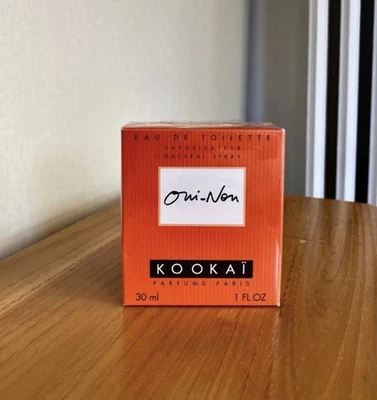 EAU DE TOILETTE
VAPORISATEUR
NATURAL SPRAY
Oui-Non
KOOKAÏ
PARFUMS·PARIS
30 ml 1 FL.OZ